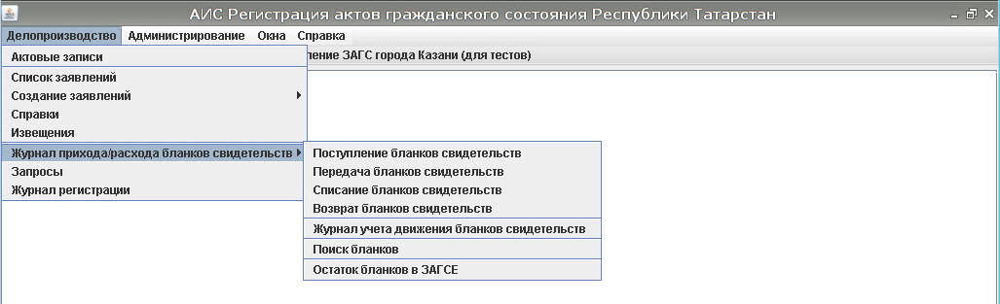 АИС Регистрация актов гражданского состояния Республики Татарстан
Делопроизводство Администрирование Окна Справка
ление ЗАГС города Казани (для тестов)
Актовые записи
Список заявлений
Создание заявлений
Справки
Извещения
Журнал прихода/расхода бланков свидетельств
Запросы
Журнал регистрации
Поступление бланков свидетельств
Передача бланков свидетельств
Списание бланков свидетельств
Возврат бланков свидетельств
Журнал учета движения бланков свидетельств
Поиск бланков
Остаток бланков в ЗАГСЕ